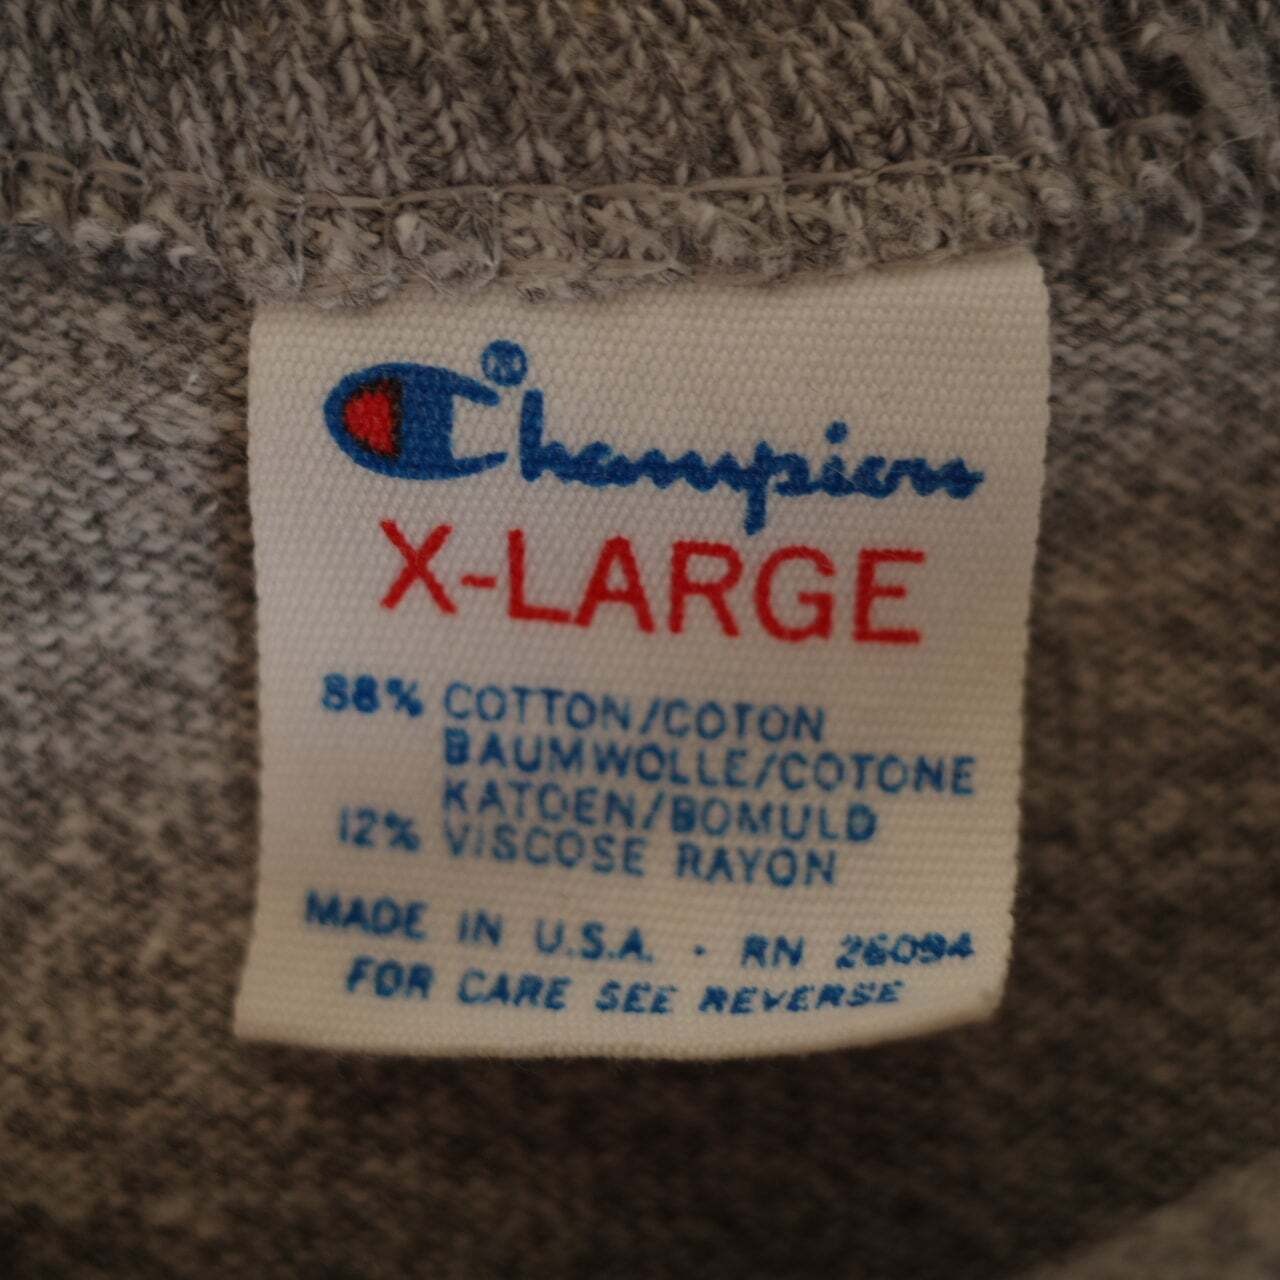 Champion®
X-LARGE
88% COTTON/COTON
BAUMWOLLE/COTONE
KATOEN/BOMULD
12% VISCOSE RAYON
MADE IN U.S.A. · RN 26094
FOR CARE SEE REVERSE